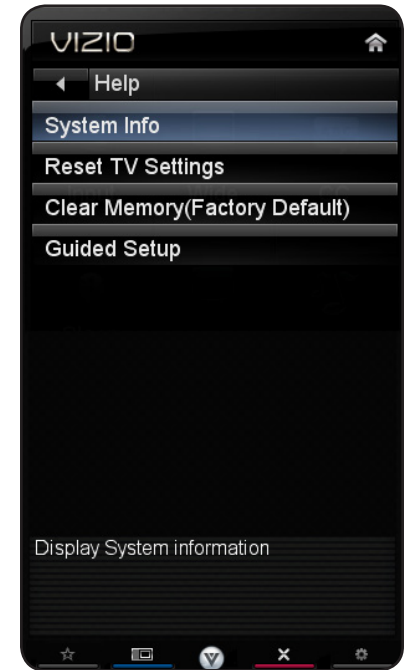 VIZIO
Help
System Info
Reset TV Settings
Clear Memory(Factory Default)
Guided Setup
Display System information
V